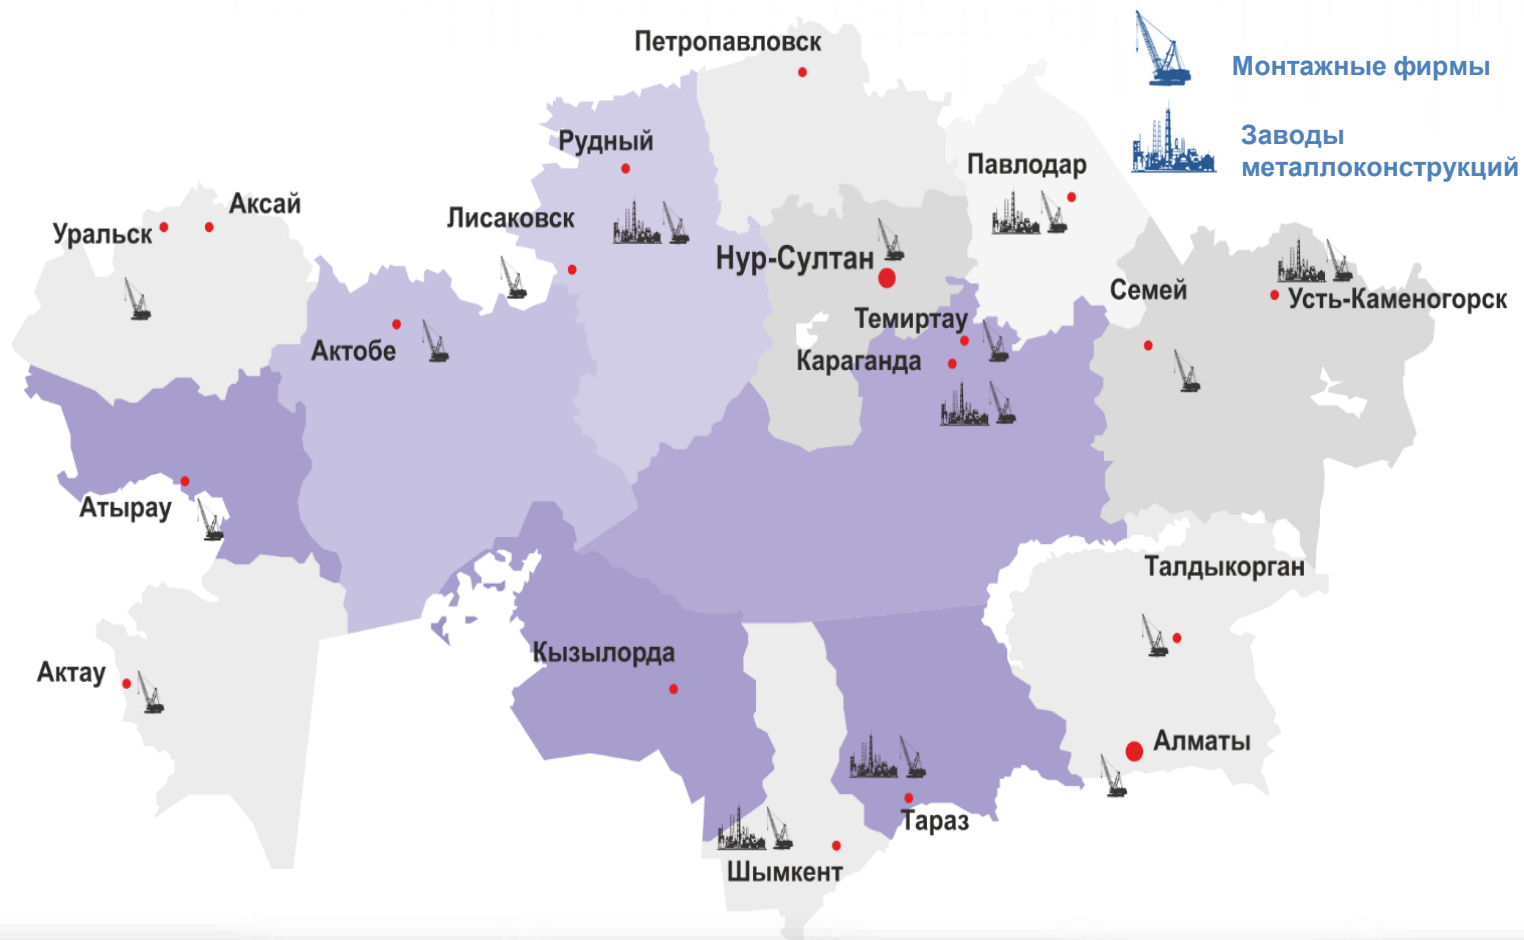 Петропавловск
Монтажные фирмы
Рудный
Заводы
металлоконструкций
Павлодар
Аксай
Лисаковск
Уральск
Нур-Султан
Семей
Усть-Каменогорск
Темиртау
Актобе
Караганда
Атырау
Талдыкорган
Кызылорда
Актау
Алматы
Тараз
Шымкент